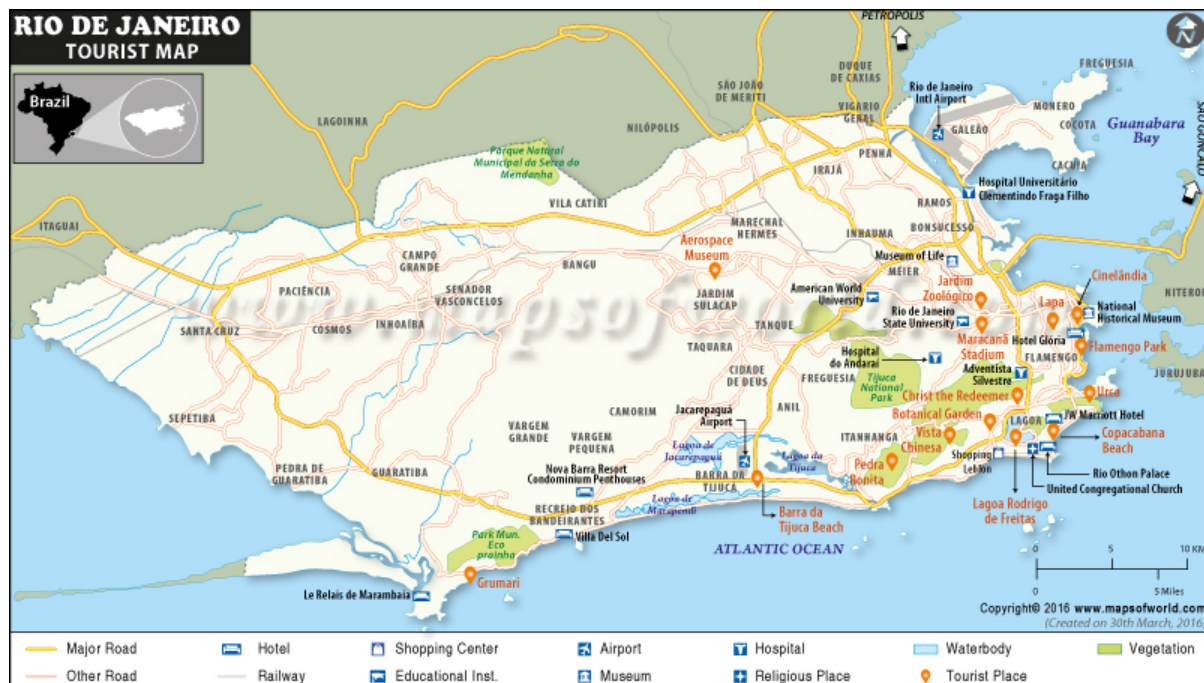 RIO DE JANEIRO
TOURIST MAP
Brazil
PETROPOLIS
N
FREGUESIA
DUQUE
DE CAXIAS
SÃO JOÃO
DE MERITI
Rio de Janeiro
Intl Airport
MONERO
VIGARIO
GERAL
COCOTA
Guanabara
Bay
SÃO GONÇALO
LAGOINHA
NILÓPOLIS
GALEÃO
Parque Natural
Municipal da Serra do
Mendanha
PENHA
CACUIA
IRAJÁ
Hospital Universitário
Clementindo Fraga Filho
VILA CATIRI
RAMOS
ITAGUAI
MARECHAL
HERMES
INHAUMA
BONSUCESSO
Aerospace
Museum
CAMPO
GRANDE
BANGU
Museum of Life
MÉIER
Cinelândia
PACIÊNCIA
SENADOR
VASCONCELOS
JARDIM
SULACAP
American World
University
Jardim
Zoológico
Lapa
NITEROI
National
Historical Museum
www.mapsofworld.com
SANTA CRUZ
COSMOS
INHOAÍBA
TANQUE
Rio de Janeiro
State University
Maracanã
Stadium
Hotel Glória
TAQUARA
Hospital
do Andaraí
FLAMENGO
Flamengo Park
CIDADE
DE DEUS
FREGUESIA
Tijuca
National
Park
Adventista
Silvestre
JURUJUBA
Christ the Redeemer
Urca
SEPETIBA
CAMORIM
Jacarepaguá
Airport
ANIL
Botanical Garden
LAGOA
JW Marriott Hotel
VARGEM
GRANDE
VARGEM
PEQUENA
Lagoa de
Jacarepaguá
ITANHANGA
Vista
Chinesa
Copacabana
Beach
PEDRA DE
GUARATIBA
GUARATIBA
Nova Barra Resort
Condominium Penthouses
Lagoa da
Tijuca
Pedra
Bonita
Shopping
Leblon
Rio Othon Palace
BARRA DA
TIJUCA
United Congregational Church
RECREIO DOS
BANDEIRANTES
Lagoa de
Marapendi
Barra da
Tijuca Beach
Lagoa Rodrigo
de Freitas
Park Mun.
Eco
prainha
Villa Del Sol
ATLANTIC OCEAN
0 5 10 KM
Grumari
Le Relais de Marambaia
0 5 Miles
Copyright© 2016 www.mapsofworld.com
(Created on 30th March, 2016)
Major Road
Hotel
Shopping Center
Airport
Hospital
Waterbody
Vegetation
Other Road
Railway
Educational Inst.
Museum
Religious Place
Tourist Place